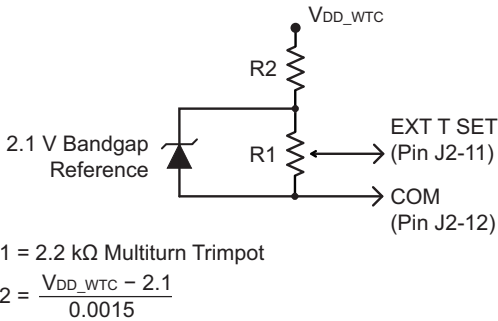 VDD_WTC
R2
2.1 V Bandgap
Reference
R1
EXT T SET
(Pin J2-11)
COM
(Pin J2-12)
1 = 2.2 kΩ Multiturn Trimpot
2 = VDD_WTC − 2.1
0.0015